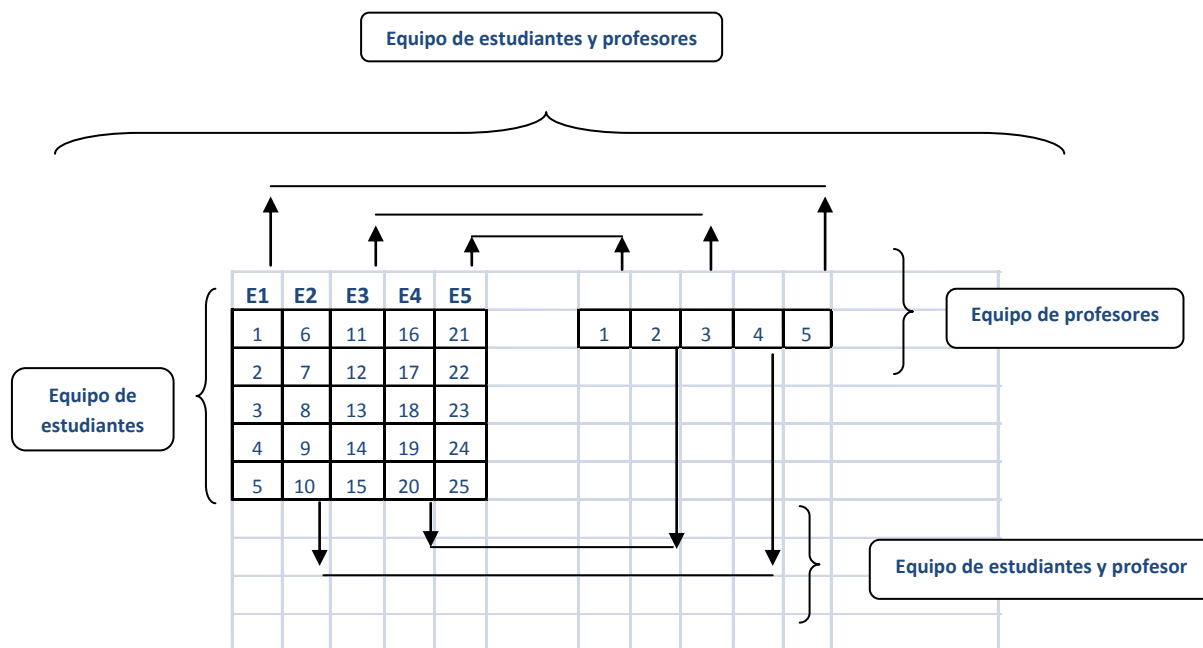 Equipo de estudiantes y profesores
E1 E2 E3 E4 E5
Equipo de profesores
1 6 11 16 21 1 2 3 4 5
2 7 12 17 22
Equipo de
estudiantes
3 8 13 18 23
4 9 14 19 24
5 10 15 20 25
Equipo de estudiantes y profesor